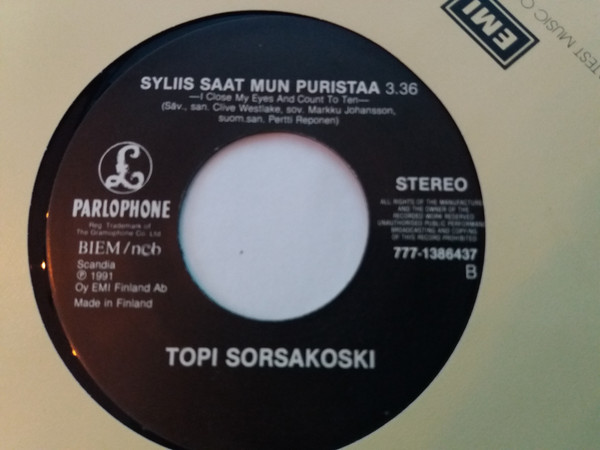 SYLIIS SAAT MUN PURISTAA 3.36
—I Close My Eyes And Count To Ten—
(Säv., san. Clive Westlake, sov. Markku Johansson,
suom.san. Pertti Reponen)
£
PARLOPHONE
Reg. Trademark of
The Gramophone Co. Ltd
BIEM/ncb
Scandia
℗ 1991
Oy EMI Finland Ab
Made in Finland
STEREO
ALL RIGHTS OF THE MANUFACTURER
AND THE OWNER OF THE
RECORDED WORK RESERVED
UNAUTHORISED PUBLIC PERFORMANCE
BROADCASTING AND COPYING
OF THIS RECORD PROHIBITED
777-1386437
B
TOPI SORSAKOSKI
EMI
MUSIC